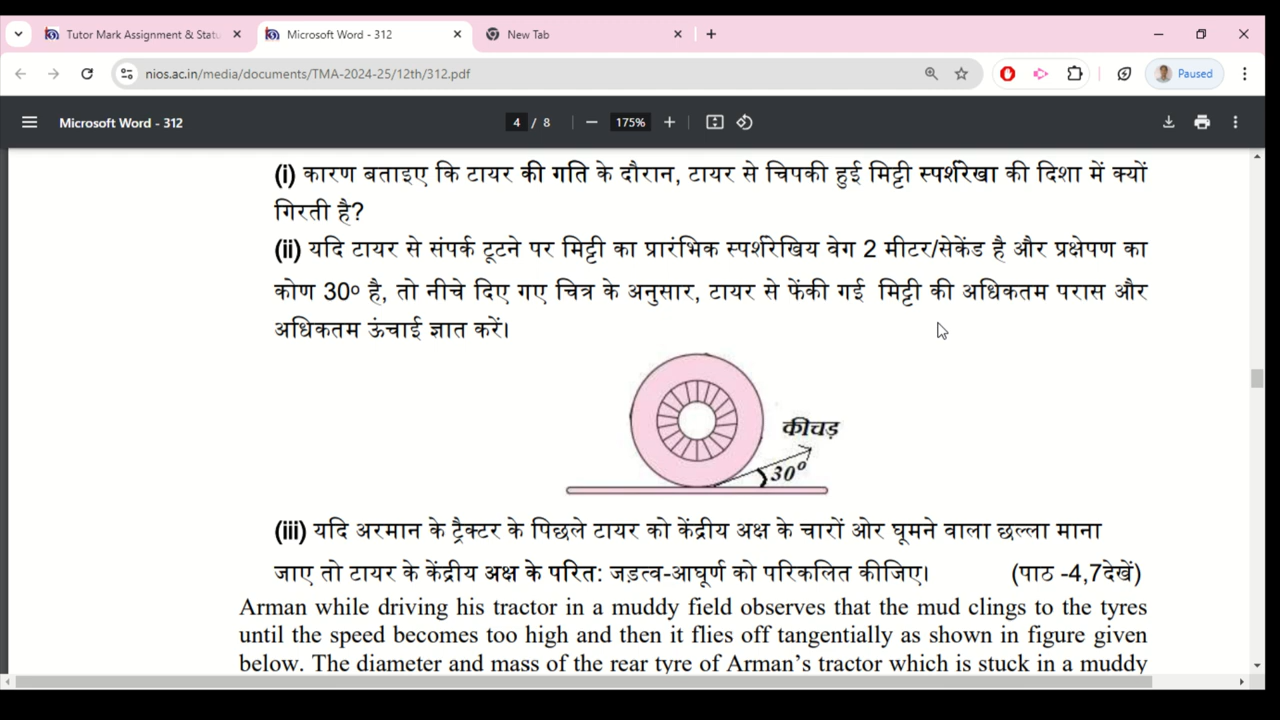 Tutor Mark Assignment & Statu
Microsoft Word - 312
New Tab
nios.ac.in/media/documents/TMA-2024-25/12th/312.pdf
Paused
Microsoft Word - 312
4 / 8
175%
(i) कारण बताइए कि टायर की गति के दौरान, टायर से चिपकी हुई मिट्टी स्पर्शरेखा की दिशा में क्यों
गिरती है?
(ii) यदि टायर से संपर्क टूटने पर मिट्टी का प्रारंभिक स्पर्शरेखिय वेग 2 मीटर/सेकेंड है और प्रक्षेपण का
कोण 30º है, तो नीचे दिए गए चित्र के अनुसार, टायर से फेंकी गई मिट्टी की अधिकतम परास और
अधिकतम ऊंचाई ज्ञात करें।
कीचड़
30º
(iii) यदि अरमान के ट्रैक्टर के पिछले टायर को केंद्रीय अक्ष के चारों ओर घूमने वाला छल्ला माना
जाए तो टायर के केंद्रीय अक्ष के परित: जड़त्व-आघूर्ण को परिकलित कीजिए। (पाठ -4,7देखें)
Arman while driving his tractor in a muddy field observes that the mud clings to the tyres
until the speed becomes too high and then it flies off tangentially as shown in figure given
below. The diameter and mass of the rear tyre of Arman's tractor which is stuck in a muddy